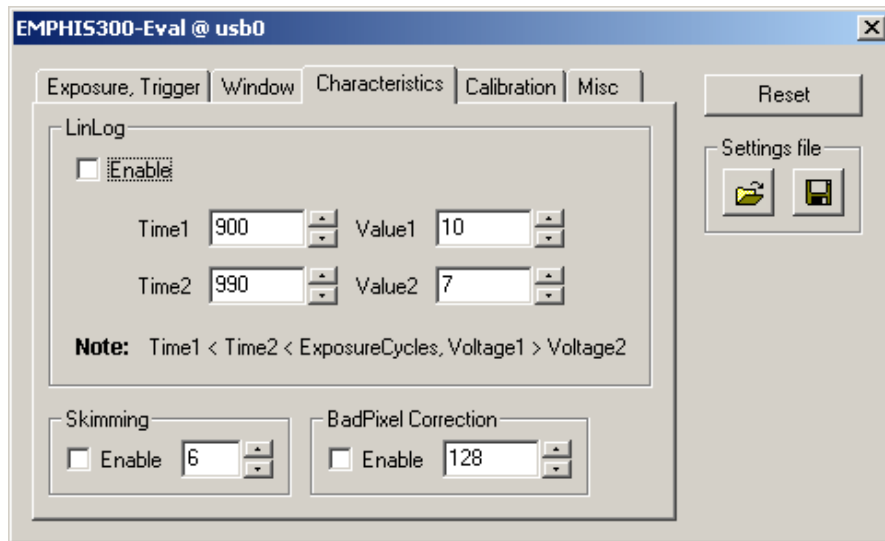 EMPHIS300-Eval @ usb0
Exposure, Trigger Window Characteristics Calibration Misc
Reset
LinLog
Settings file
Enable
Time1 900 Value1 10
Time2 990 Value2 7
Note: Time1 < Time2 < ExposureCycles, Voltage1 > Voltage2
Skimming BadPixel Correction
Enable 6 Enable 128